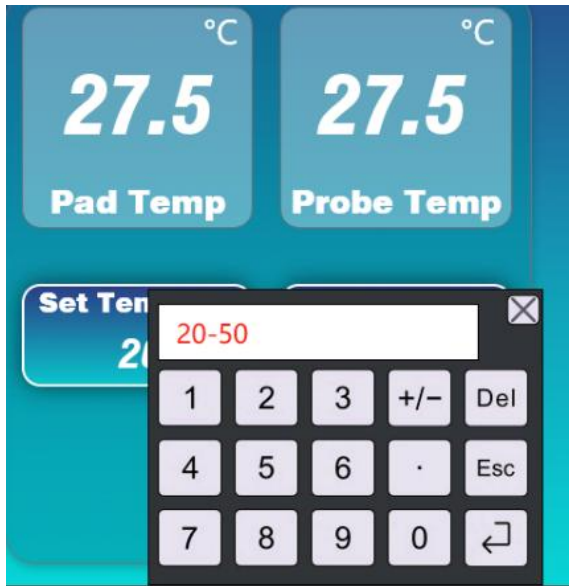 °C °C
27.5 27.5
Pad Temp Probe Temp
Set Tem
20-50
1 2 3 +/− Del
4 5 6 · Esc
7 8 9 0